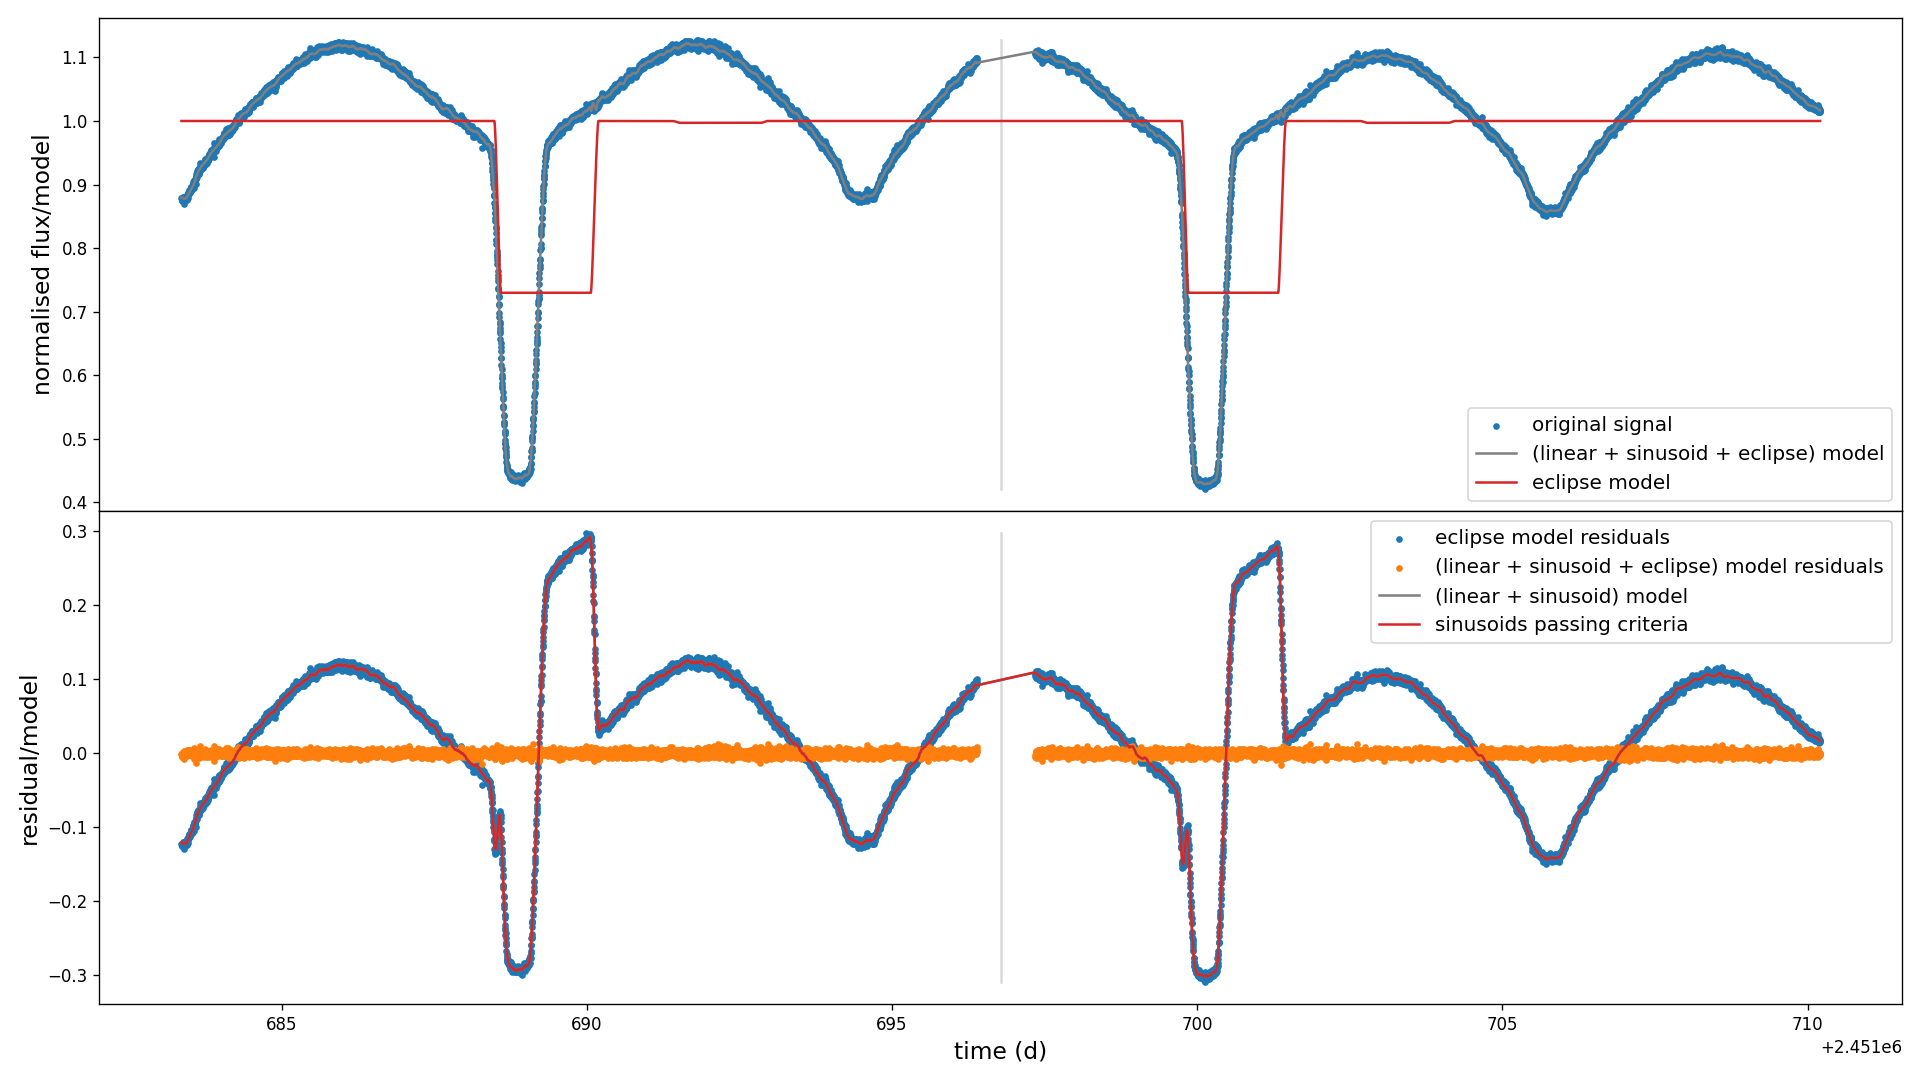 normalised flux/model
1.1
1.0
0.9
0.8
0.7
0.6
0.5
0.4
original signal
(linear + sinusoid + eclipse) model
eclipse model
residual/model
0.3
0.2
0.1
0.0
−0.1
−0.2
−0.3
eclipse model residuals
(linear + sinusoid + eclipse) model residuals
(linear + sinusoid) model
sinusoids passing criteria
685 690 695 700 705 710
time (d)
+2.451e6